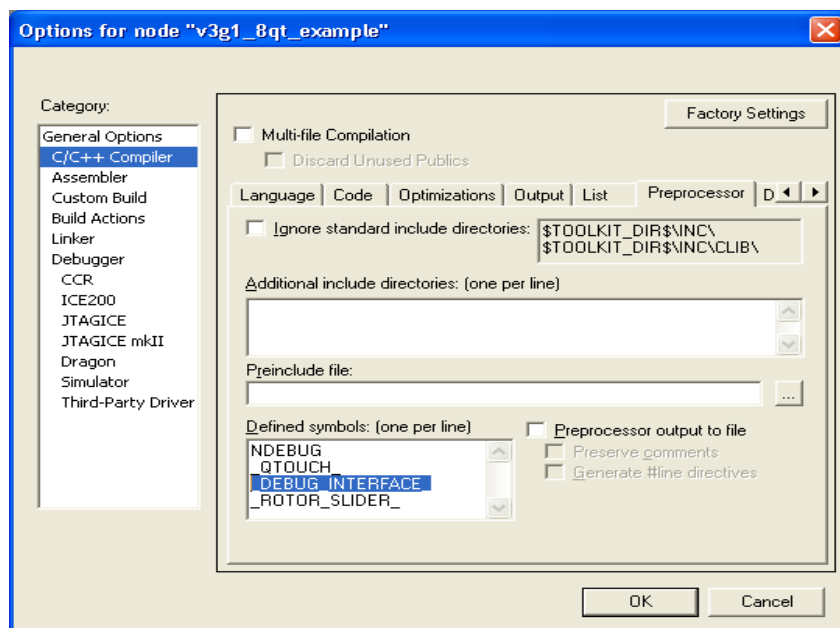 Options for node "v3g1_8qt_example"
Category:
General Options
C/C++ Compiler
Assembler
Custom Build
Build Actions
Linker
Debugger
CCR
ICE200
JTAGICE
JTAGICE mkII
Dragon
Simulator
Third-Party Driver
Factory Settings
Multi-file Compilation
Discard Unused Publics
Language Code Optimizations Output List Preprocessor D
Ignore standard include directories: $TOOLKIT_DIR$\INC\
$TOOLKIT_DIR$\INC\CLIB\
Additional include directories: (one per line)
Preinclude file:
...
Defined symbols: (one per line)
NDEBUG
_QTOUCH_
_DEBUG_INTERFACE_
_ROTOR_SLIDER_
Preprocessor output to file
Preserve comments
Generate #line directives
OK Cancel